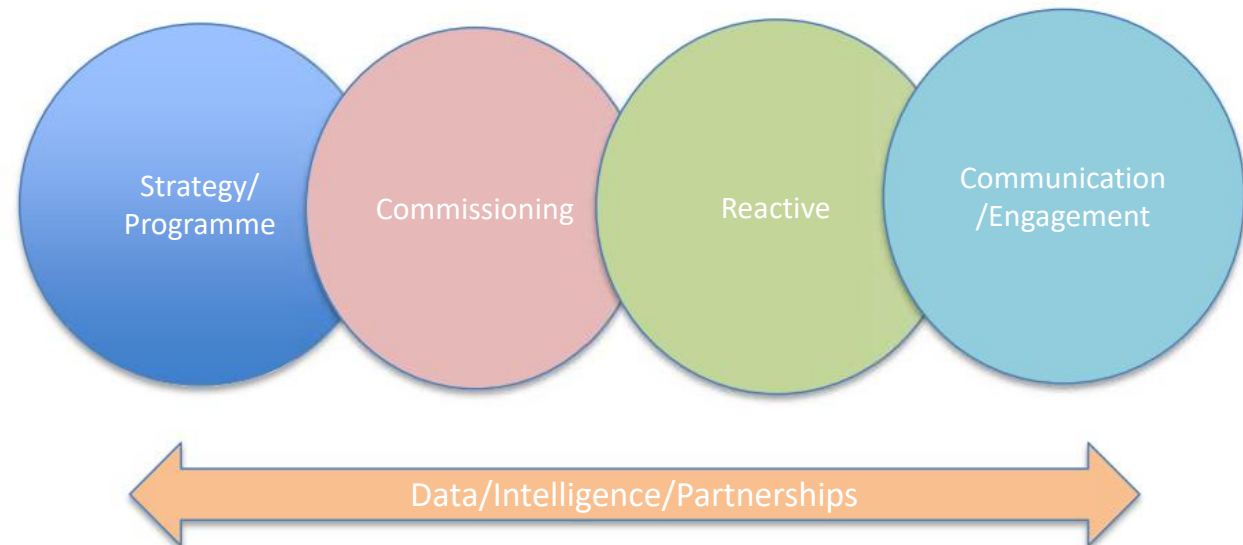 Strategy/
Programme
Commissioning
Reactive
Communication
/Engagement
Data/Intelligence/Partnerships